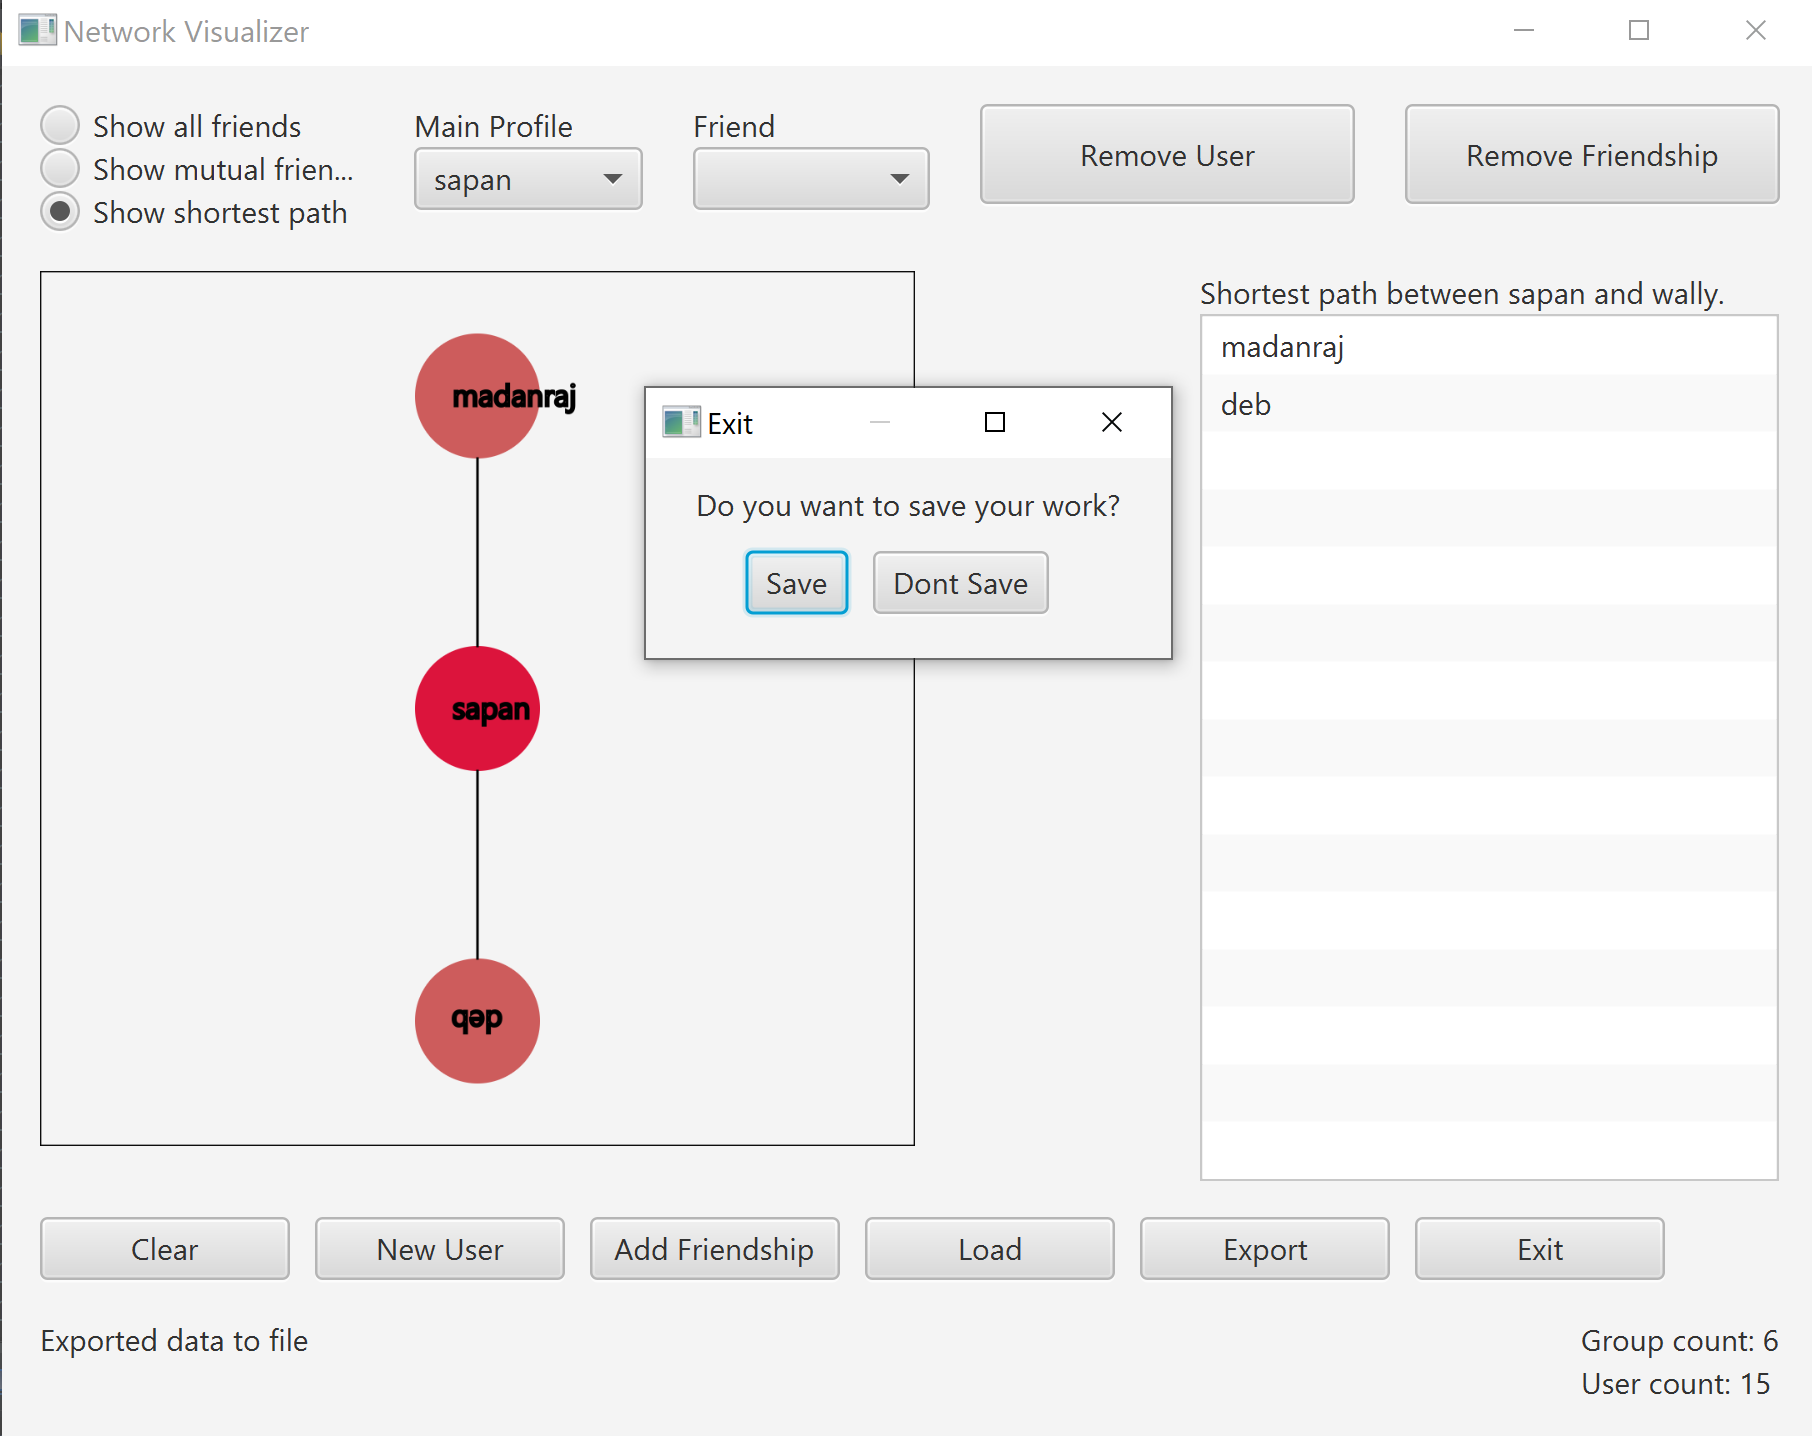 Network Visualizer
Show all friends
Show mutual frien...
Show shortest path
Main Profile
sapan
Friend
Remove User
Remove Friendship
Shortest path between sapan and wally.
madanraj
deb
madanraj
sapan
deb
Exit
Do you want to save your work?
Save
Dont Save
Clear
New User
Add Friendship
Load
Export
Exit
Exported data to file
Group count: 6
User count: 15